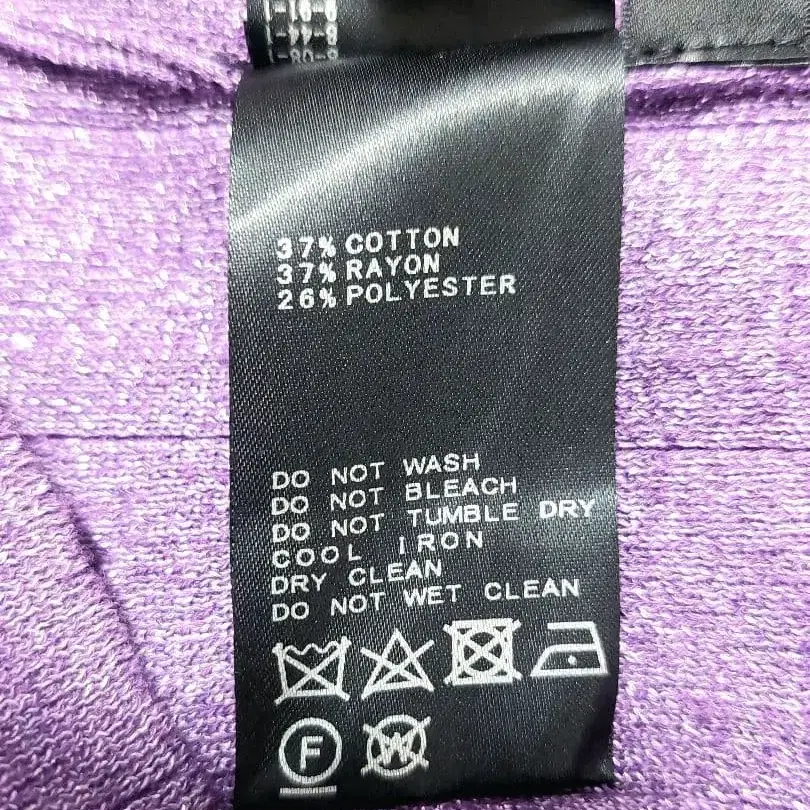 37% COTTON
37% RAYON
26% POLYESTER
DO NOT WASH
DO NOT BLEACH
DO NOT TUMBLE DRY
COOL IRON
DRY CLEAN
DO NOT WET CLEAN
F W